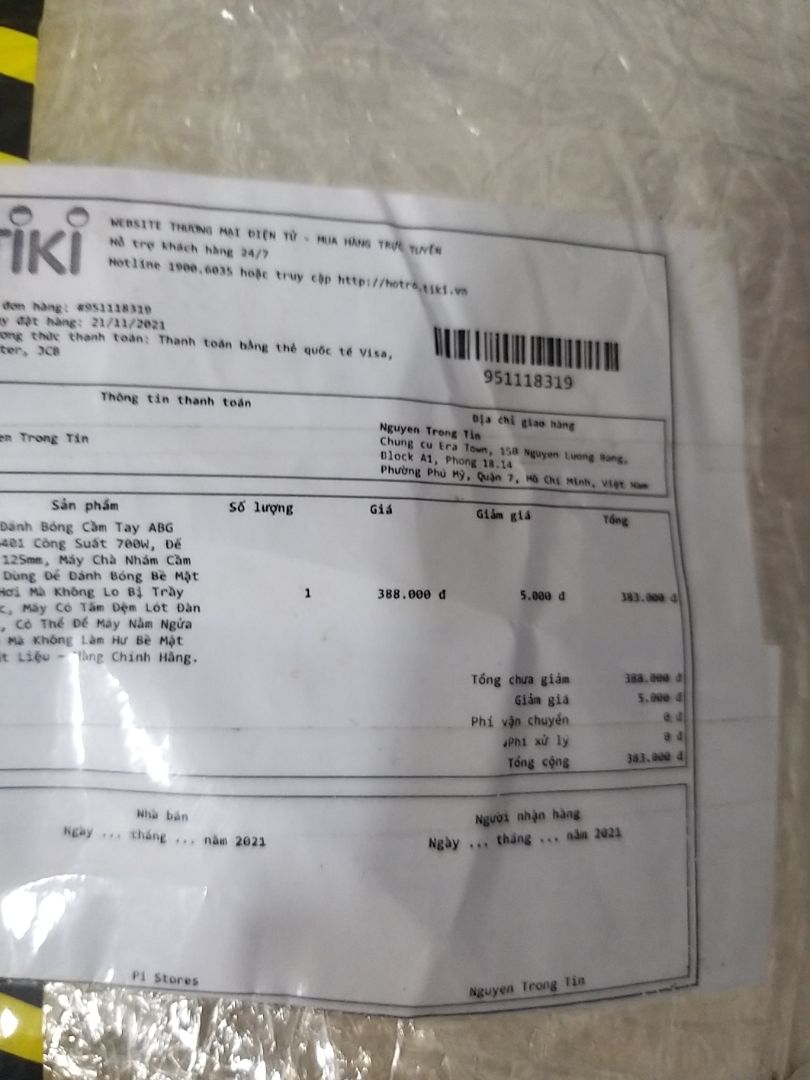 TIKI
WEBSITE THƯƠNG MẠI ĐIỆN TỬ - MUA HÀNG TRỰC TUYẾN
Hỗ trợ khách hàng 24/7
Hotline 1900.6035 hoặc truy cập http://hotro.tiki.vn
đơn hàng: #951118319
y đặt hàng: 21/11/2021
ơng thức thanh toán: Thanh toán bằng thẻ quốc tế Visa,
ter, JCB
951118319
Thông tin thanh toán
Địa chỉ giao hàng
en Trong Tin
Nguyen Trong Tin
Chung cu Era Town, 15B Nguyen Luong Bang,
Block A1, Phong 18.14
Phường Phú Mỹ, Quận 7, Hồ Chí Minh, Việt Nam
Sản phẩm Số lượng Giá Giảm giá Tổng
Đánh Bóng Cầm Tay ABG
401 Công Suất 700W, Đế
125mm, Máy Chà Nhám Cầm
Dùng Để Đánh Bóng Bề Mặt
Hơi Mà Không Lo Bị Trầy
c, Máy Có Tấm Đệm Lót Đàn
, Có Thể Để Máy Nằm Ngửa
Mà Không Làm Hư Bề Mặt
t Liệu - Hàng Chính Hãng.
1 388.000 đ 5.000 đ 383.000 đ
Tổng chưa giảm 388.000 đ
Giảm giá 5.000 đ
Phí vận chuyển 0 đ
Phí xử lý 0 đ
Tổng cộng 383.000 đ
Nhà bán
Ngày ... tháng ... năm 2021
Người nhận hàng
Ngày ... tháng ... năm 2021
Pi Stores
Nguyen Trong Tin